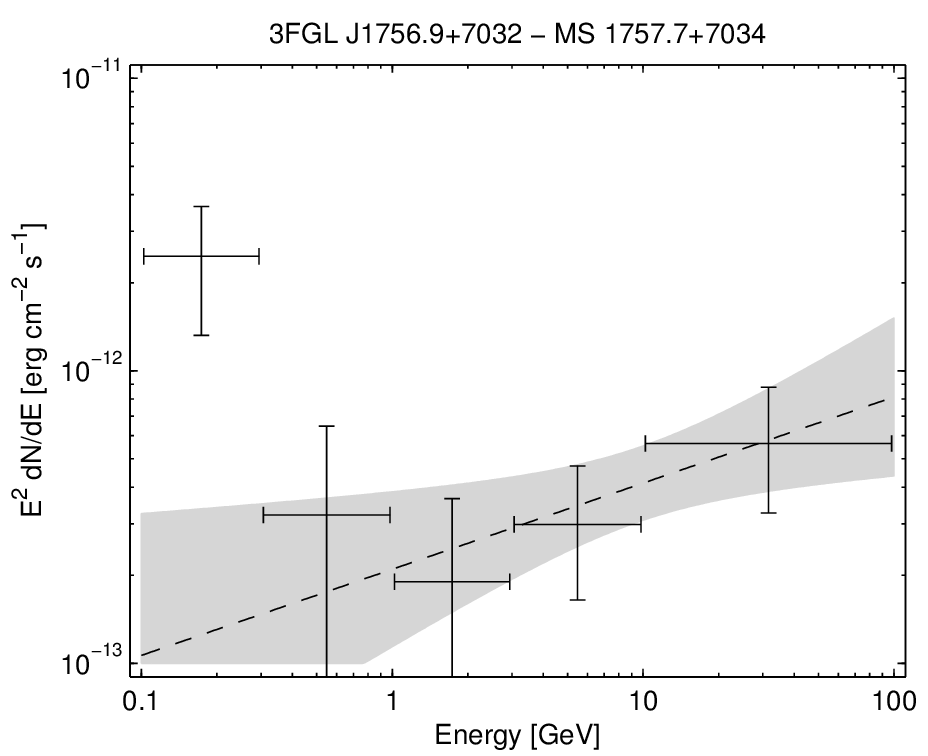 3FGL J1756.9+7032 − MS 1757.7+7034
10⁻¹¹
10⁻¹²
10⁻¹³
E² dN/dE [erg cm⁻² s⁻¹]
0.1 1 10 100
Energy [GeV]